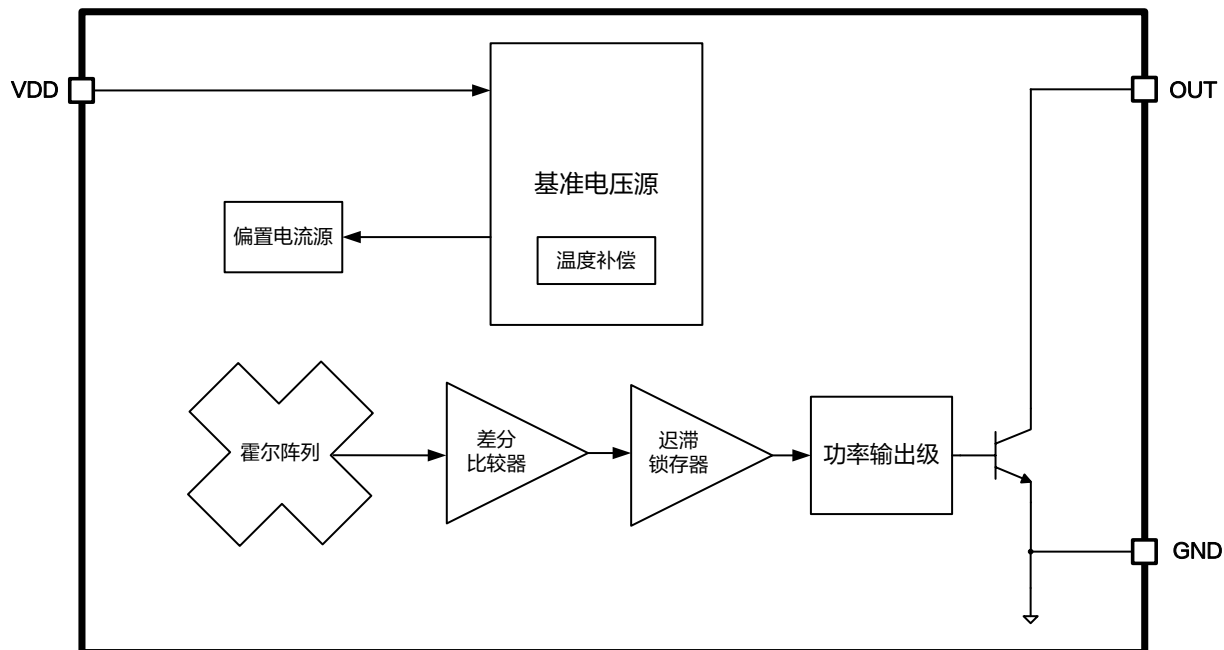 VDD
OUT
基准电压源
偏置电流源
温度补偿
霍尔阵列
差分
比较器
迟滞
锁存器
功率输出级
GND